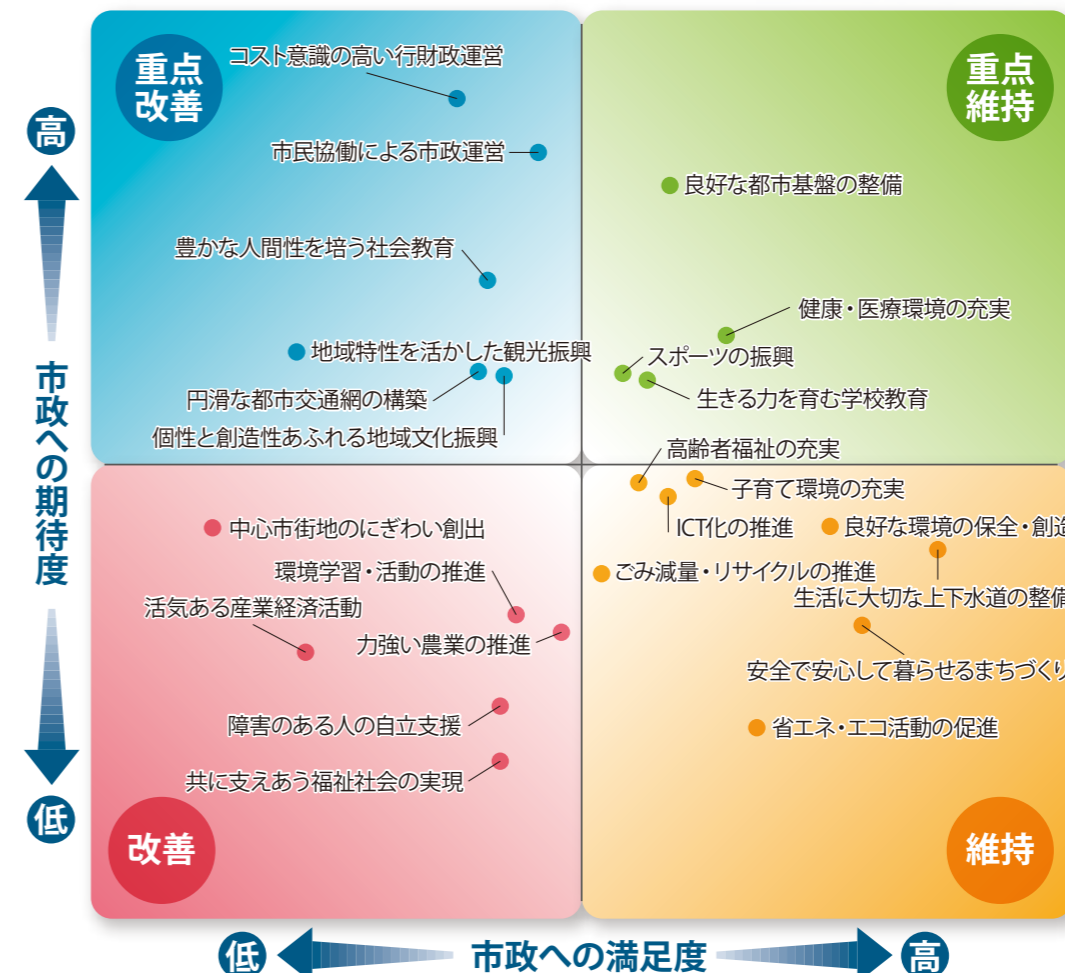 コスト意識の高い行財政運営
重点
改善
重点
維持
高
市民協働による市政運営
良好な都市基盤の整備
豊かな人間性を培う社会教育
健康・医療環境の充実
地域特性を活かした観光振興
スポーツの振興
円滑な都市交通網の構築
生きる力を育む学校教育
個性と創造性あふれる地域文化振興
市政への期待度
高齢者福祉の充実
子育て環境の充実
中心市街地のにぎわい創出
ICT化の推進
良好な環境の保全・創造
環境学習・活動の推進
ごみ減量・リサイクルの推進
生活に大切な上下水道の整備
活気ある産業経済活動
力強い農業の推進
安全で安心して暮らせるまちづくり
障害のある人の自立支援
省エネ・エコ活動の促進
共に支えあう福祉社会の実現
低
改善
維持
低
市政への満足度
高